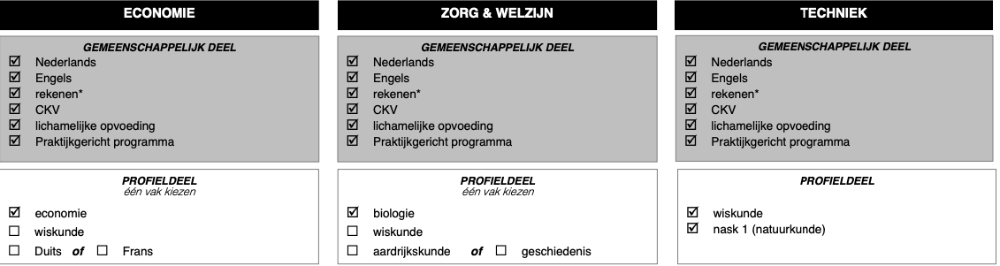 ECONOMIE
GEMEENSCHAPPELIJK DEEL
☑ Nederlands
☑ Engels
☑ rekenen*
☑ CKV
☑ lichamelijke opvoeding
☑ Praktijkgericht programma
PROFIELDEEL
één vak kiezen
☑ economie
☐ wiskunde
☐ Duits of ☐ Frans
ZORG & WELZIJN
GEMEENSCHAPPELIJK DEEL
☑ Nederlands
☑ Engels
☑ rekenen*
☑ CKV
☑ lichamelijke opvoeding
☑ Praktijkgericht programma
PROFIELDEEL
één vak kiezen
☑ biologie
☐ wiskunde
☐ aardrijkskunde of ☐ geschiedenis
TECHNIEK
GEMEENSCHAPPELIJK DEEL
☑ Nederlands
☑ Engels
☑ rekenen*
☑ CKV
☑ lichamelijke opvoeding
☑ Praktijkgericht programma
PROFIELDEEL
☑ wiskunde
☑ nask 1 (natuurkunde)